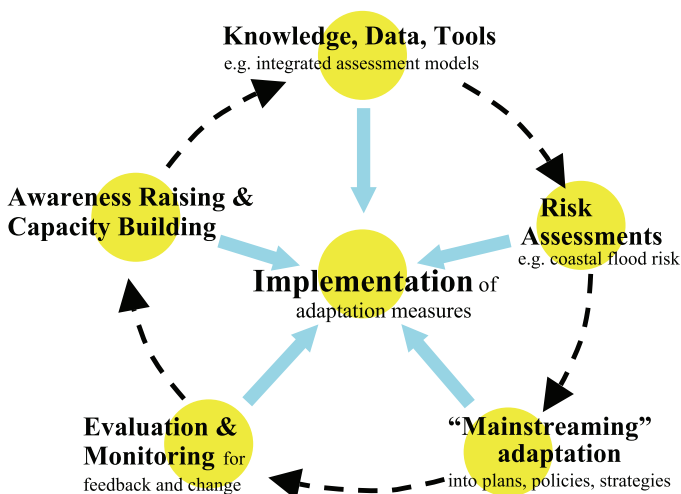 Knowledge, Data, Tools
e.g. integrated assessment models
Awareness Raising &
Capacity Building
Risk
Assessments
e.g. coastal flood risk
Implementation of
adaptation measures
Evaluation &
Monitoring for
feedback and change
“Mainstreaming”
adaptation
into plans, policies, strategies